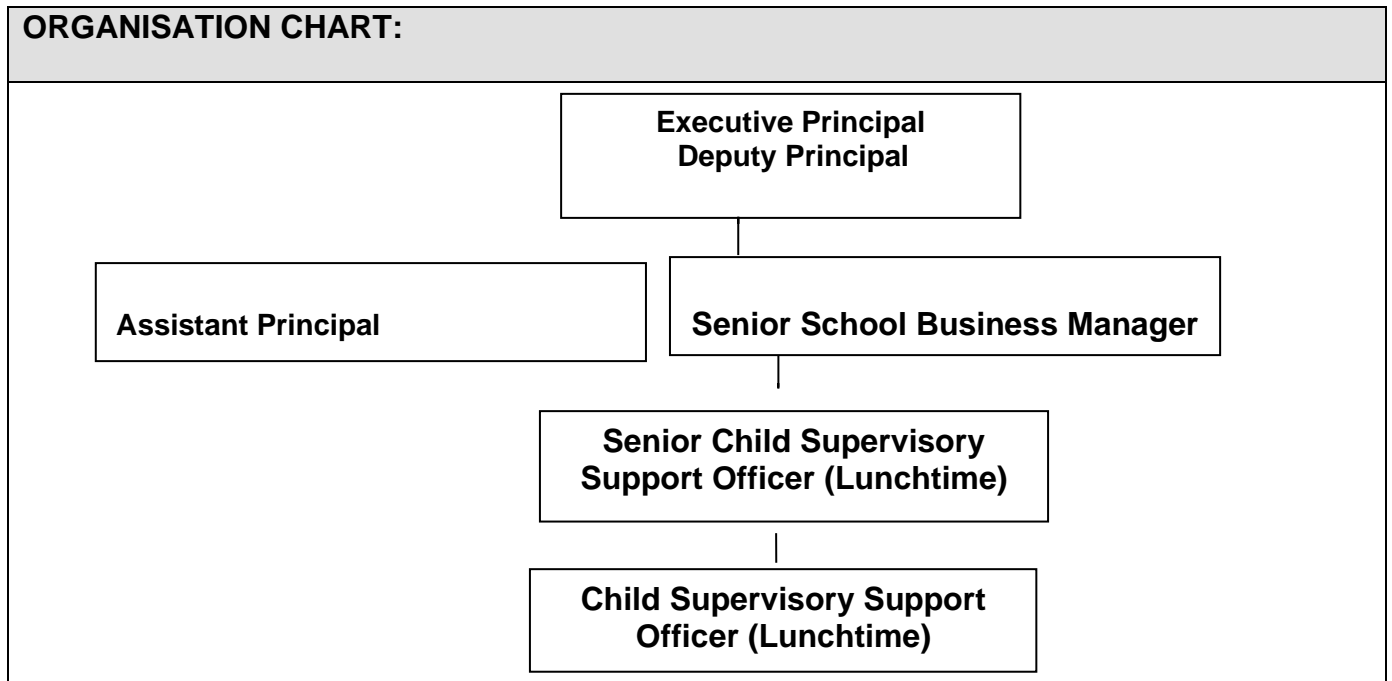 ORGANISATION CHART:
Executive Principal
Deputy Principal
Assistant Principal
Senior School Business Manager
Senior Child Supervisory
Support Officer (Lunchtime)
Child Supervisory Support
Officer (Lunchtime)